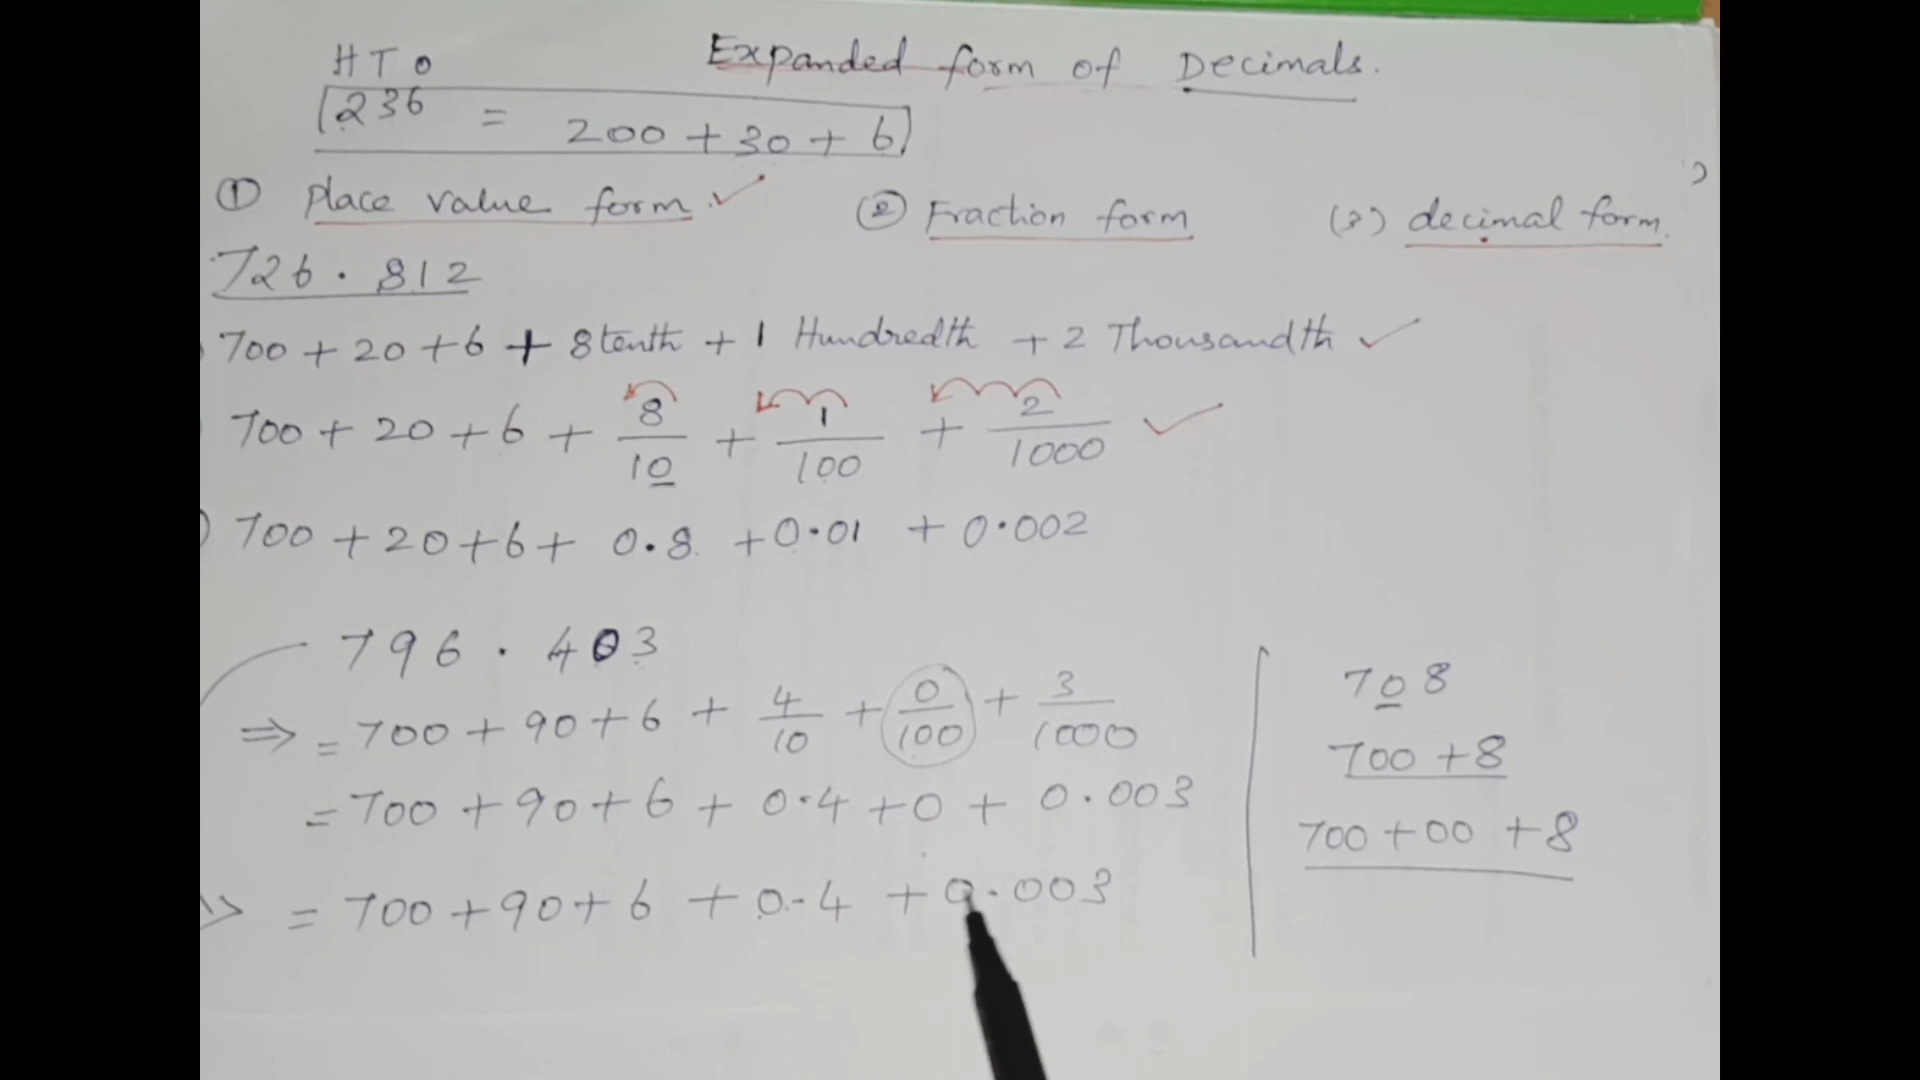 H T O
Expanded form of Decimals.
236 = 200 + 30 + 6
① Place value form ✓
② Fraction form
(3) decimal form.
726.812
700 + 20 + 6 + 8 tenth + 1 Hundredth + 2 Thousandth ✓
700 + 20 + 6 + 8/10 + 1/100 + 2/1000 ✓
) 700 + 20 + 6 + 0.8 + 0.01 + 0.002
796.403
⇒ = 700 + 90 + 6 + 4/10 + 0/100 + 3/1000
= 700 + 90 + 6 + 0.4 + 0 + 0.003
= 700 + 90 + 6 + 0.4 + 0.003
708
700 + 8
700 + 00 + 8